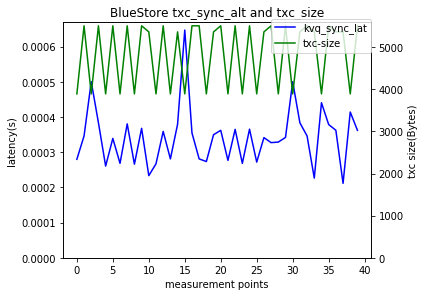 BlueStore txc_sync_alt and txc_size
kvq_sync_lat
txc-size
latency(s)
0.0006
0.0005
0.0004
0.0003
0.0002
0.0001
0.0000
5000
4000
3000
2000
1000
0
txc size(Bytes)
0 5 10 15 20 25 30 35 40
measurement points